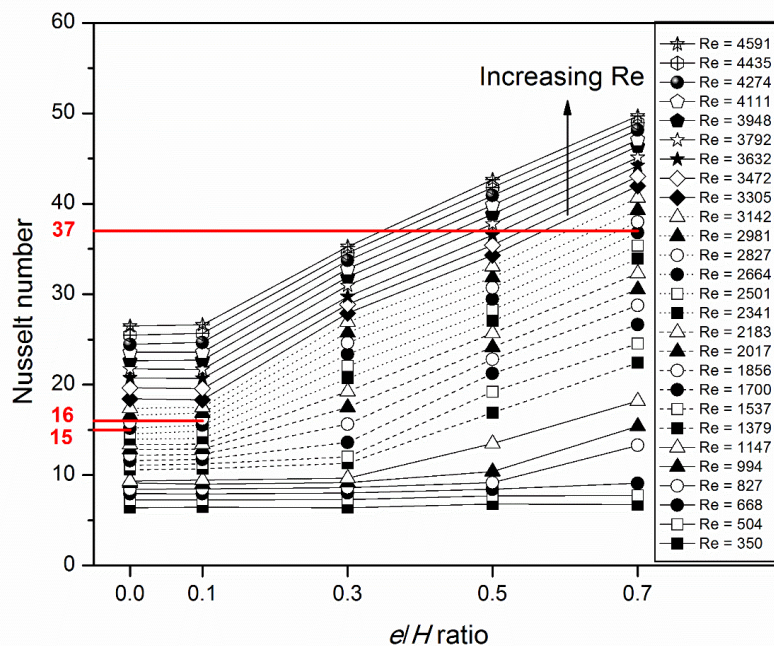 60
50
40
37
30
20
16
15
10
0
Nusselt number
Increasing Re
0.0 0.1 0.3 0.5 0.7
e/H ratio
Re = 4591
Re = 4435
Re = 4274
Re = 4111
Re = 3948
Re = 3792
Re = 3632
Re = 3472
Re = 3305
Re = 3142
Re = 2981
Re = 2827
Re = 2664
Re = 2501
Re = 2341
Re = 2183
Re = 2017
Re = 1856
Re = 1700
Re = 1537
Re = 1379
Re = 1147
Re = 994
Re = 827
Re = 668
Re = 504
Re = 350